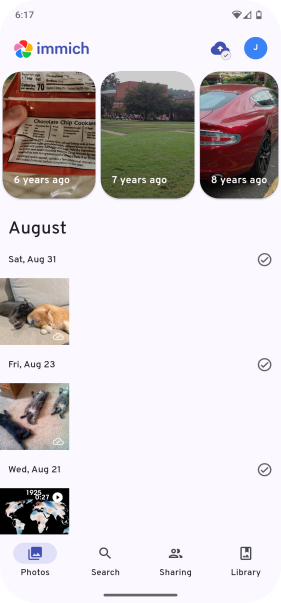 6:17
immich
J
70
Chocolate Chip Cookies
6 years ago
7 years ago
8 years ago
August
Sat, Aug 31
Fri, Aug 23
Wed, Aug 21
1925
0:27
Photos
Search
Sharing
Library